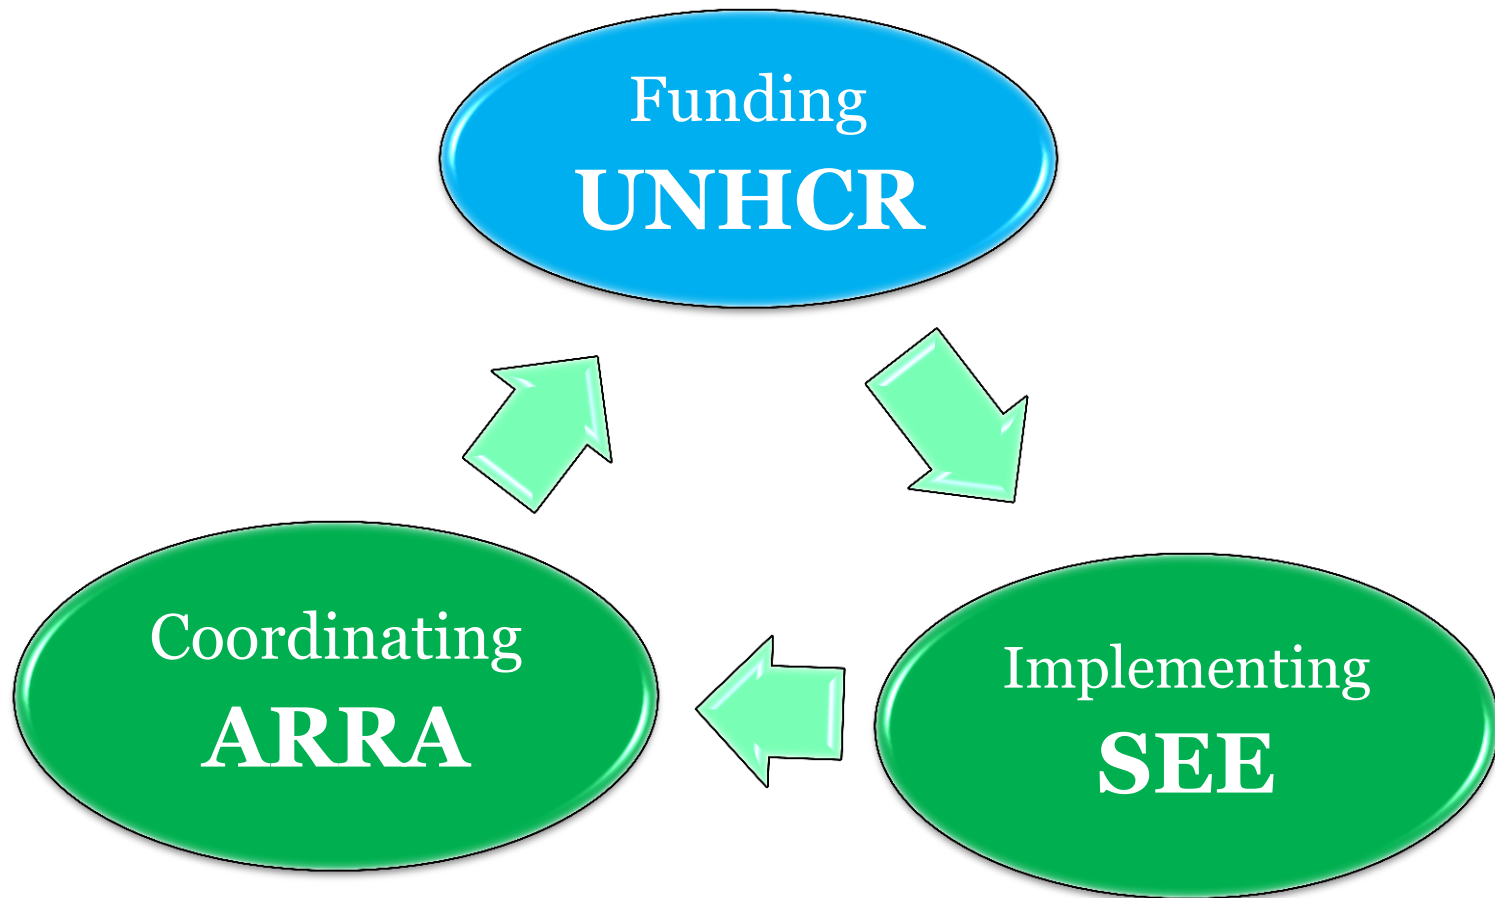 Funding
UNHCR
Coordinating
ARRA
Implementing
SEE